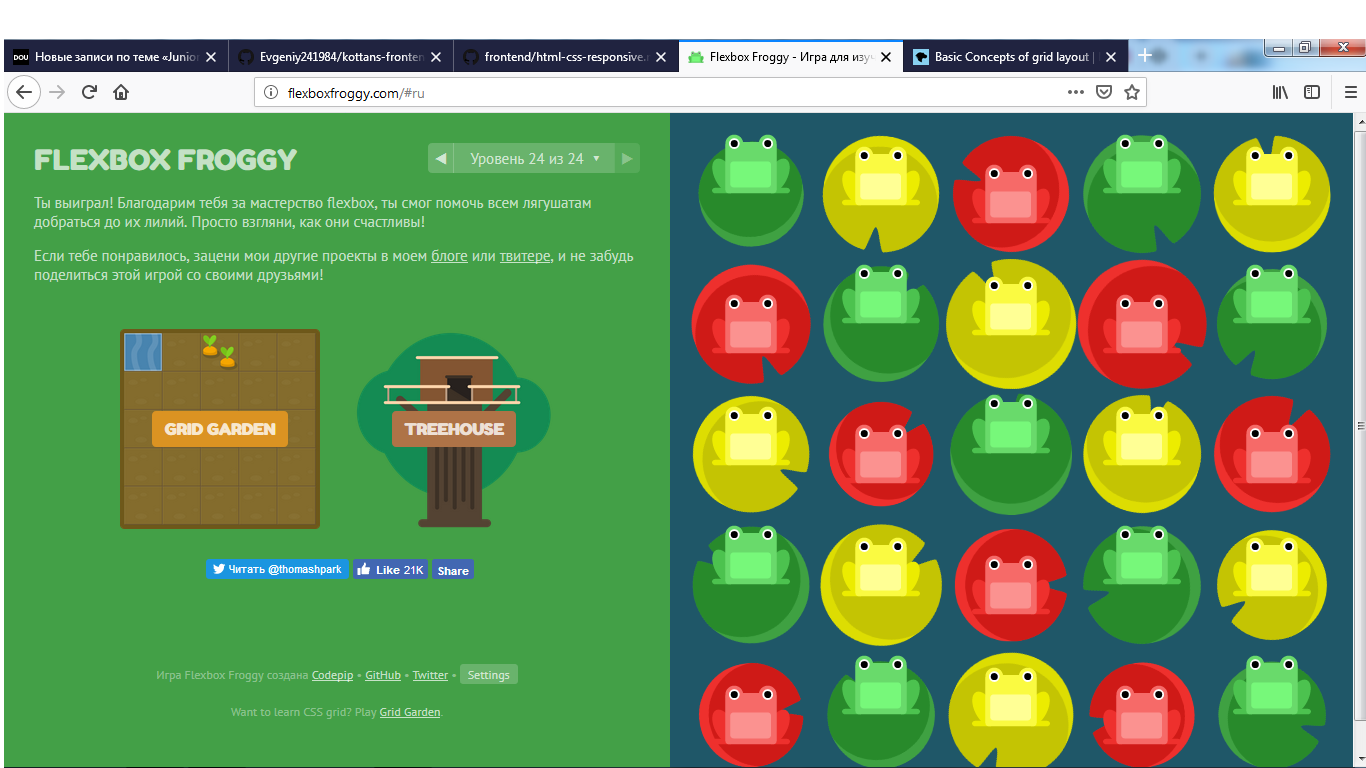 DOU Новые записи по теме «Junior
Evgeniy241984/kottans-fronten
frontend/html-css-responsive.
Flexbox Froggy - Игра для изуч
Basic Concepts of grid layout |
flexboxfroggy.com/#ru
FLEXBOX FROGGY
Уровень 24 из 24
Ты выиграл! Благодарим тебя за мастерство flexbox, ты смог помочь всем лягушатам
добраться до их лилий. Просто взгляни, как они счастливы!
Если тебе понравилось, зацени мои другие проекты в моем блоге или твитере, и не забудь
поделиться этой игрой со своими друзьями!
GRID GARDEN
TREEHOUSE
Читать @thomashpark
Like 21K
Share
Игра Flexbox Froggy создана Codepip • GitHub • Twitter • Settings
Want to learn CSS grid? Play Grid Garden.